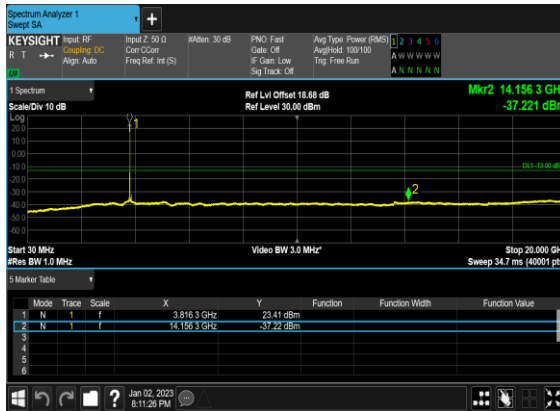 Spectrum Analyzer 1
Swept SA
+
KEYSIGHT Input: RF Input Z: 50 Ω #Atten: 30 dB PNO: Fast Avg Type: Power (RMS) 1 2 3 4 5 6
R T Coupling: DC Corr CCorr Gate: Off Avg|Hold: 100/100 A W W W W W
Align: Auto Freq Ref: Int (S) IF Gain: Low Trig: Free Run
Sig Track: Off A N N N N N
1 Spectrum
Scale/Div 10 dB
Ref Lvl Offset 18.68 dB
Ref Level 30.00 dBm
Mkr2 14.156 3 GHz
-37.221 dBm
Log
20.0
10.0
0.00
-10.0
-20.0
-30.0
-40.0
-50.0
-60.0
1
DL1 -13.00 dB
2
Start 30 MHz Video BW 3.0 MHz* Stop 20.000 GH
#Res BW 1.0 MHz Sweep 34.7 ms (40001 pts
5 Marker Table
Mode Trace Scale X Y Function Function Width Function Value
1 N 1 f 3.816 3 GHz 23.41 dBm
2 N 1 f 14.156 3 GHz -37.22 dBm
3
4
5
6
? Jan 02, 2023
8:11:26 PM